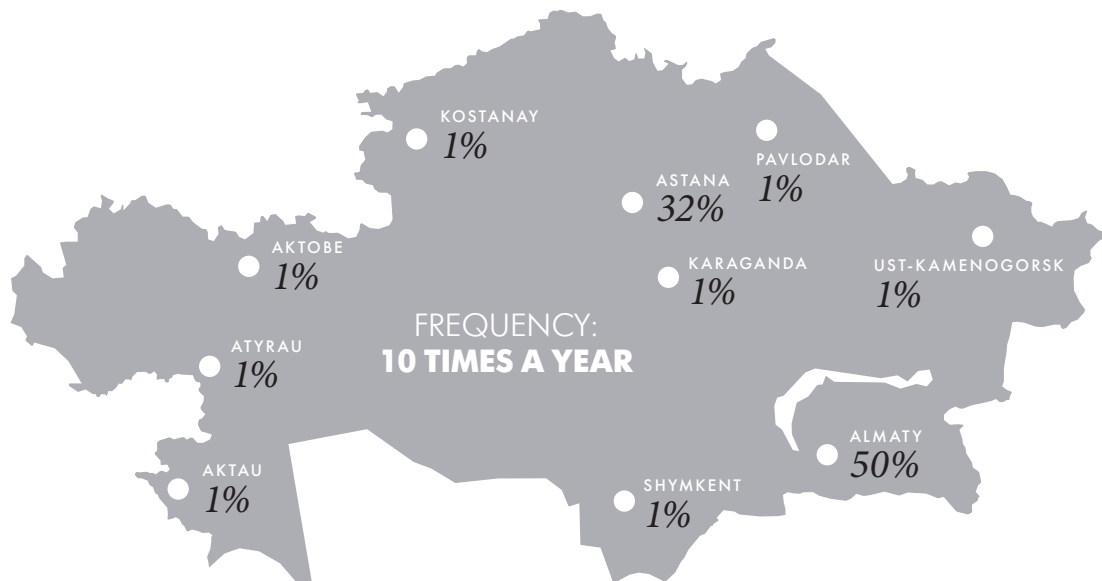 KOSTANAY
1%
PAVLODAR
1%
ASTANA
32%
AKTOBE
1%
KARAGANDA
1%
UST-KAMENOGORSK
1%
FREQUENCY:
10 TIMES A YEAR
ATYRAU
1%
ALMATY
50%
AKTAU
1%
SHYMKENT
1%